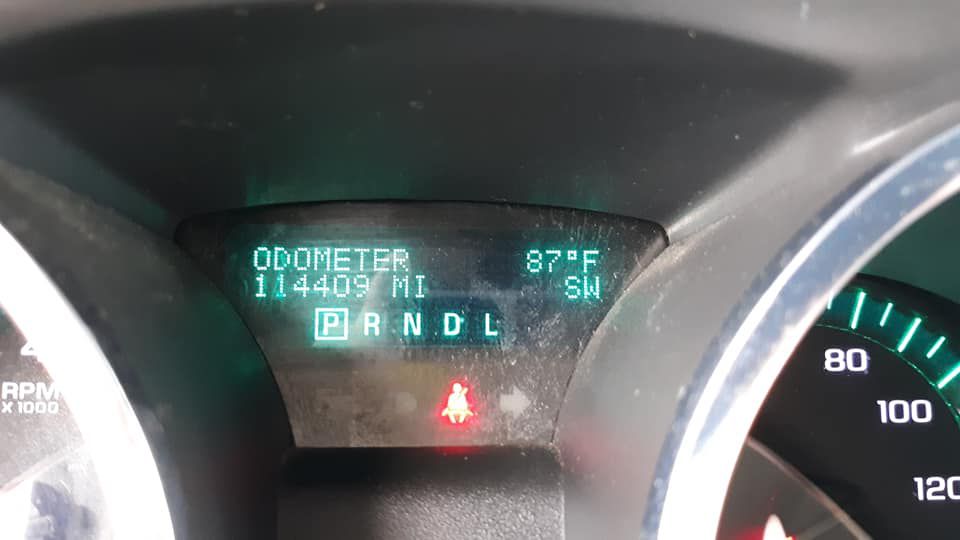 ODOMETER 87°F
114409 MI SW
P R N D L
RPM
X 1000
80
100
120